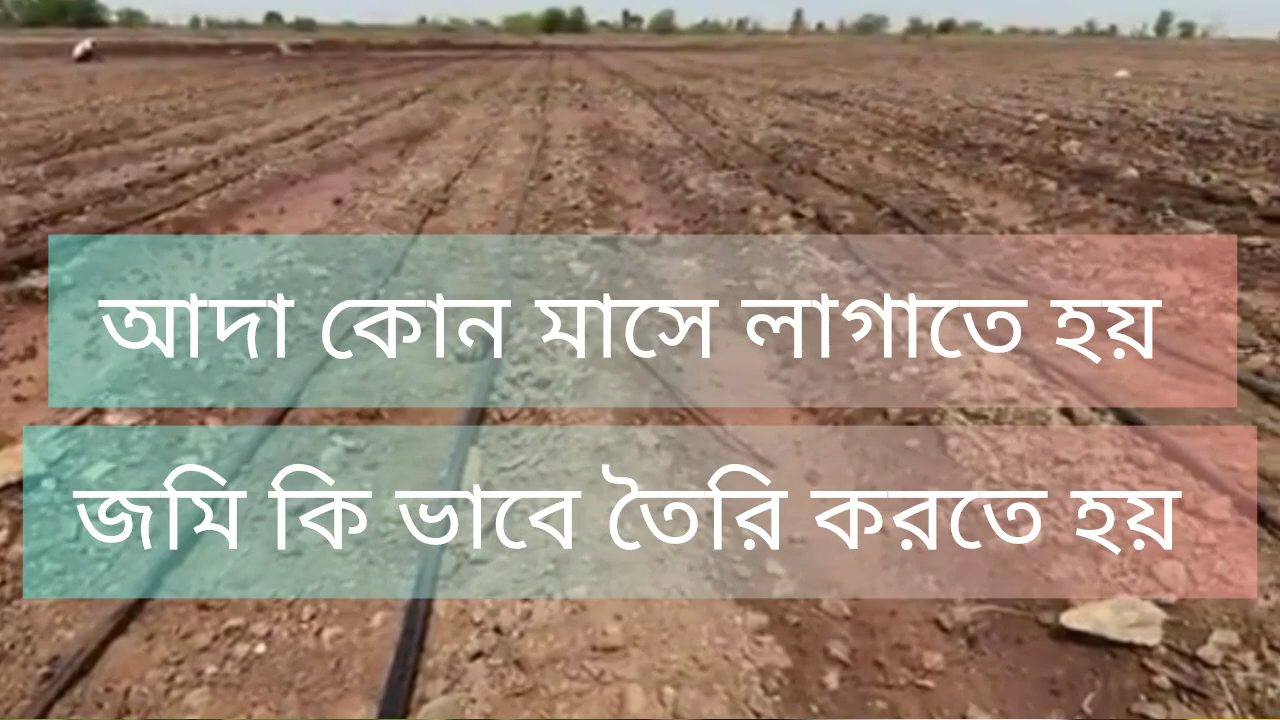 আদা কোন মাসে লাগাতে হয়
জমি কি ভাবে তৈরি করতে হয়